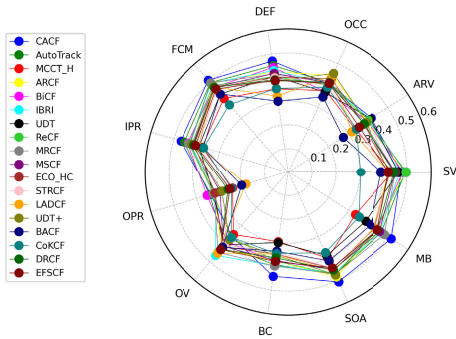 DEF
OCC
FCM
ARV
0.6
0.5
0.4
0.3
0.2
0.1
IPR
SV
OPR
MB
OV
SOA
BC
CACF
AutoTrack
MCCT_H
ARCF
BiCF
IBRI
UDT
ReCF
MRCF
MSCF
ECO_HC
STRCF
LADCF
UDT+
BACF
CoKCF
DRCF
EFSCF